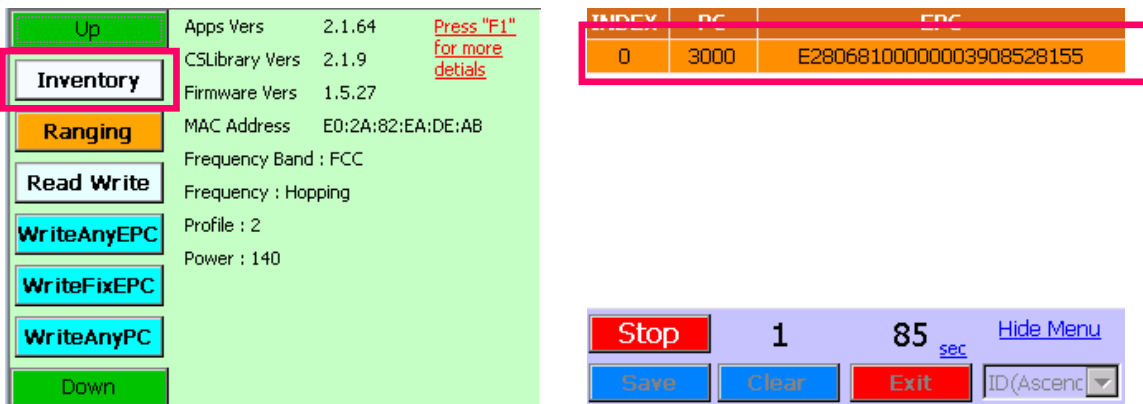 Up
Inventory
Ranging
Read Write
WriteAnyEPC
WriteFixEPC
WriteAnyPC
Down
Apps Vers 2.1.64
CSLibrary Vers 2.1.9
Firmware Vers 1.5.27
MAC Address E0:2A:82:EA:DE:AB
Frequency Band : FCC
Frequency : Hopping
Profile : 2
Power : 140
Press "F1"
for more
detials
INDEX PC EPC
0 3000 E28068100000003908528155
Stop 1 85 sec Hide Menu
Save Clear Exit ID(Ascenc